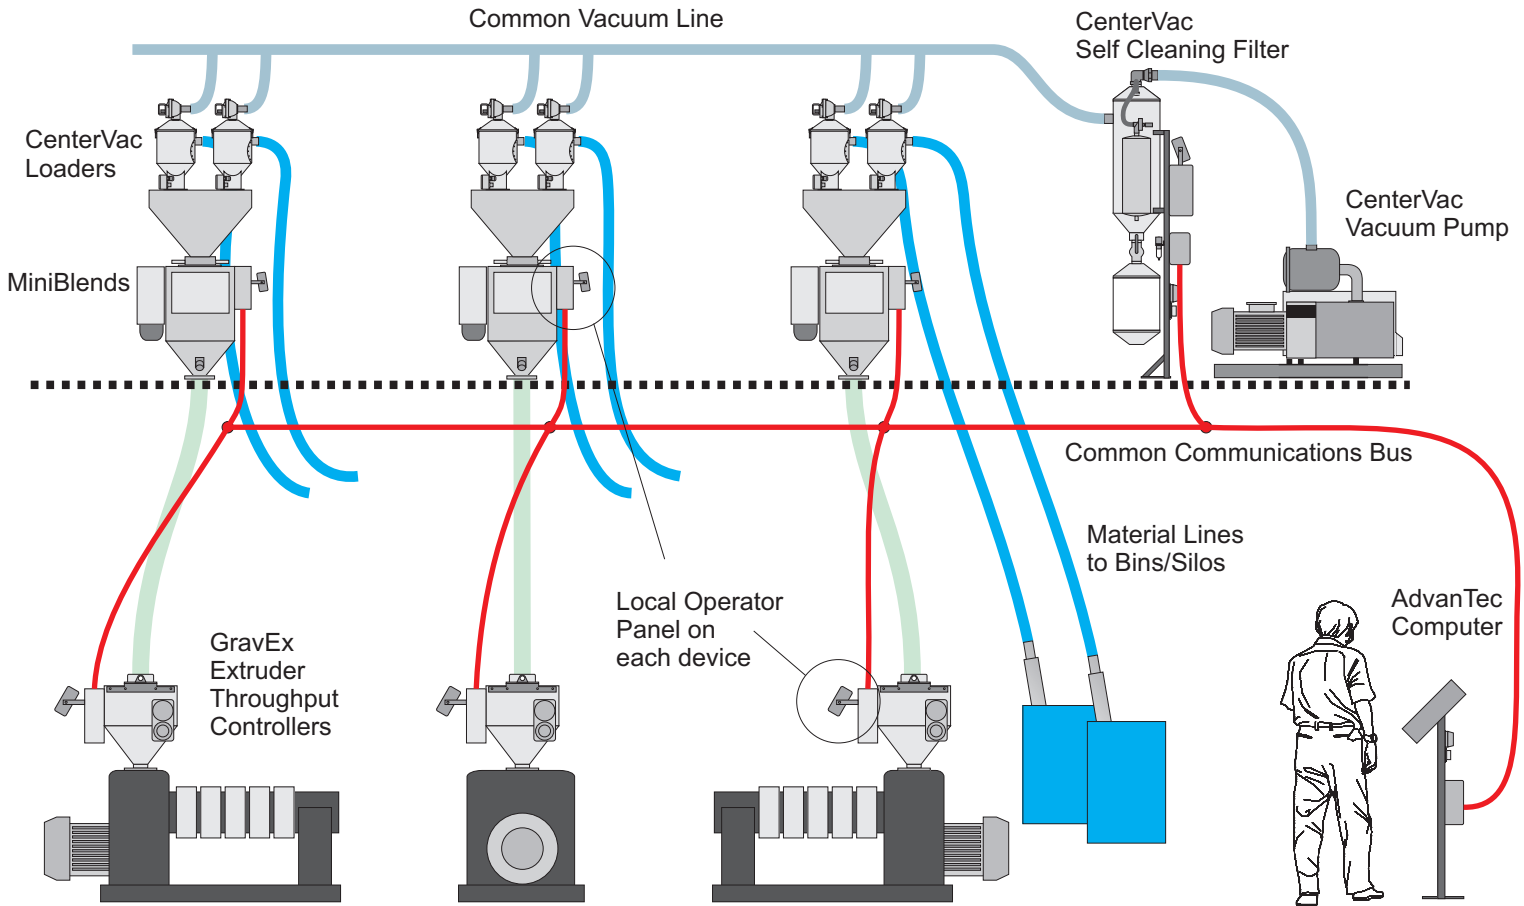 Common Vacuum Line
CenterVac
Self Cleaning Filter
CenterVac
Loaders
CenterVac
Vacuum Pump
MiniBlends
Common Communications Bus
Material Lines
to Bins/Silos
Local Operator
Panel on
each device
AdvanTec
Computer
GravEx
Extruder
Throughput
Controllers